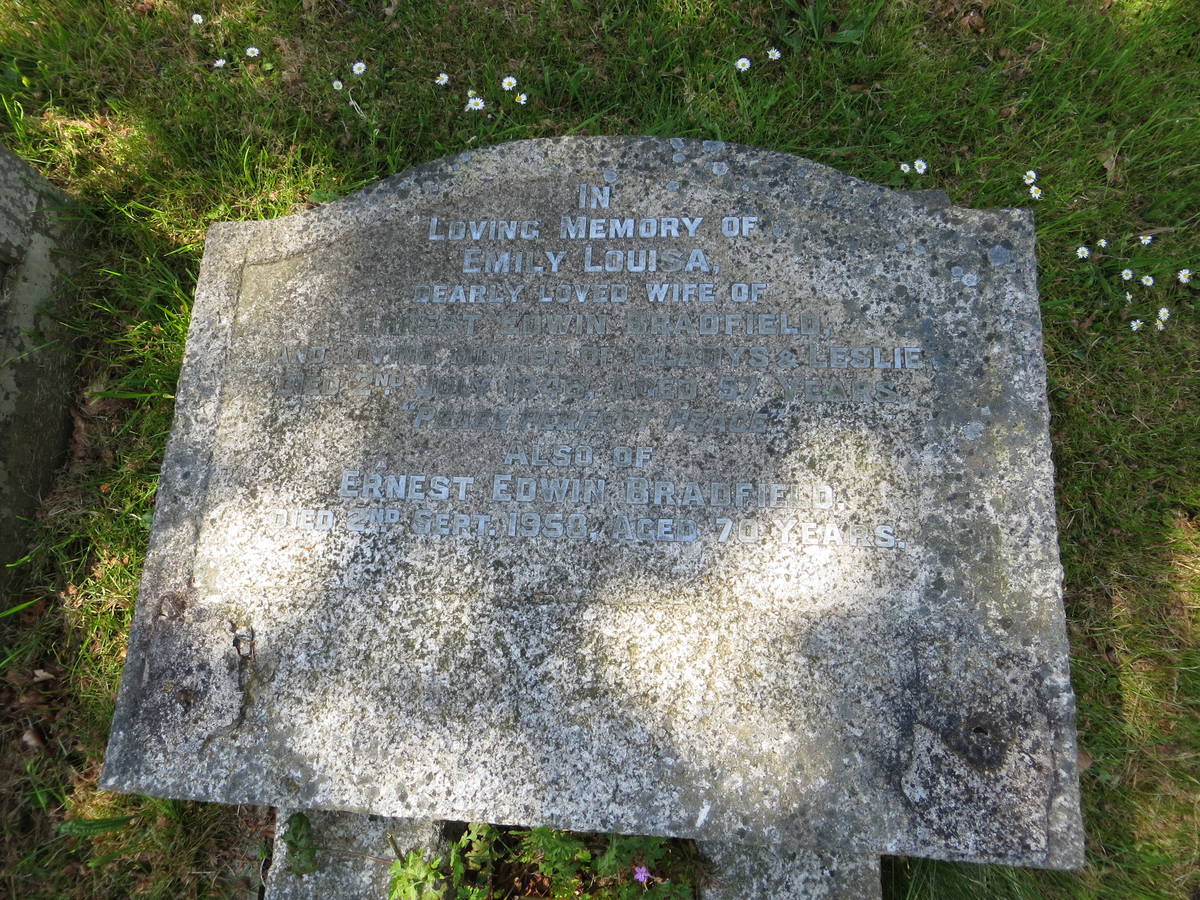 IN
LOVING MEMORY OF
EMILY LOUISA,
DEARLY LOVED WIFE OF
ERNEST EDWIN BRADFIELD,
AND LOVING MOTHER OF GLADYS & LESLIE,
DIED 2ND JULY AGED 57 YEARS.
"PEACE PERFECT PEACE"
ALSO OF
ERNEST EDWIN BRADFIELD,
DIED 2ND SEPT. 1950, AGED 70 YEARS.